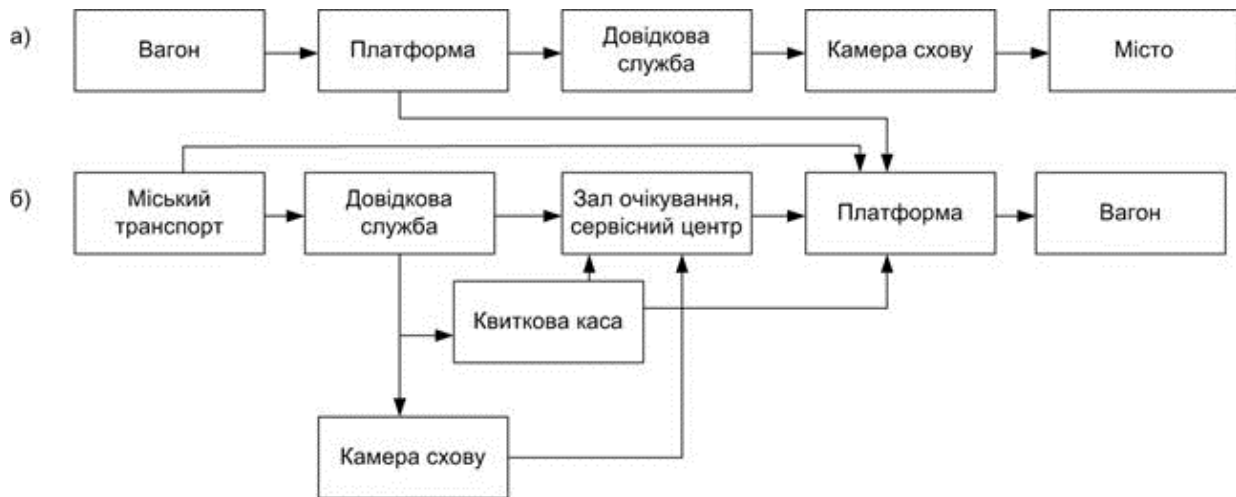 а)
Вагон
Платформа
Довідкова
служба
Камера схову
Місто
б)
Міський
транспорт
Довідкова
служба
Зал очікування,
сервісний центр
Платформа
Вагон
Квиткова каса
Камера схову